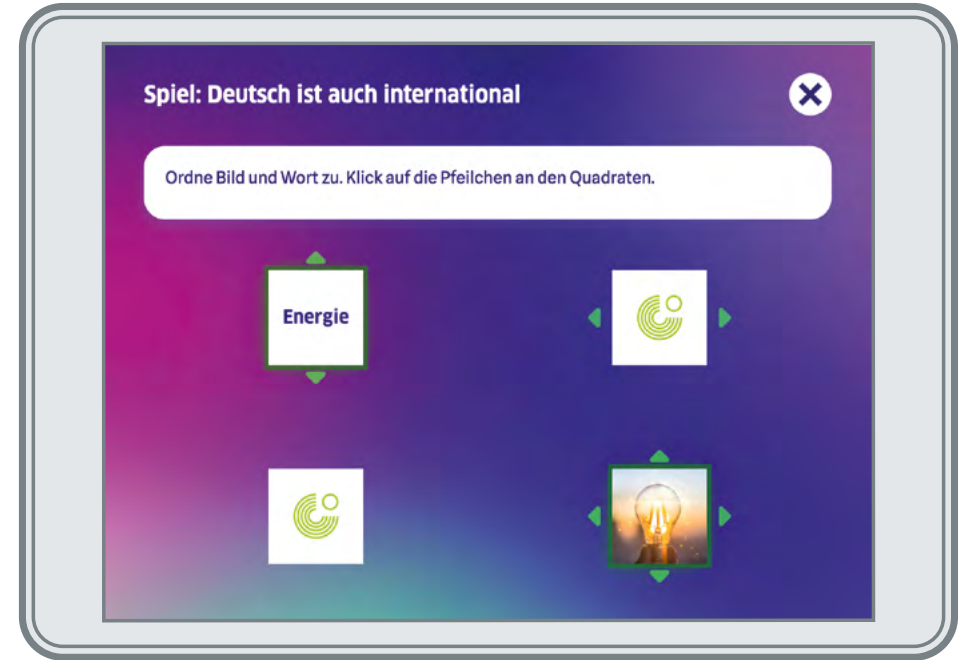 Spiel: Deutsch ist auch international
Ordne Bild und Wort zu. Klick auf die Pfeilchen an den Quadraten.
Energie